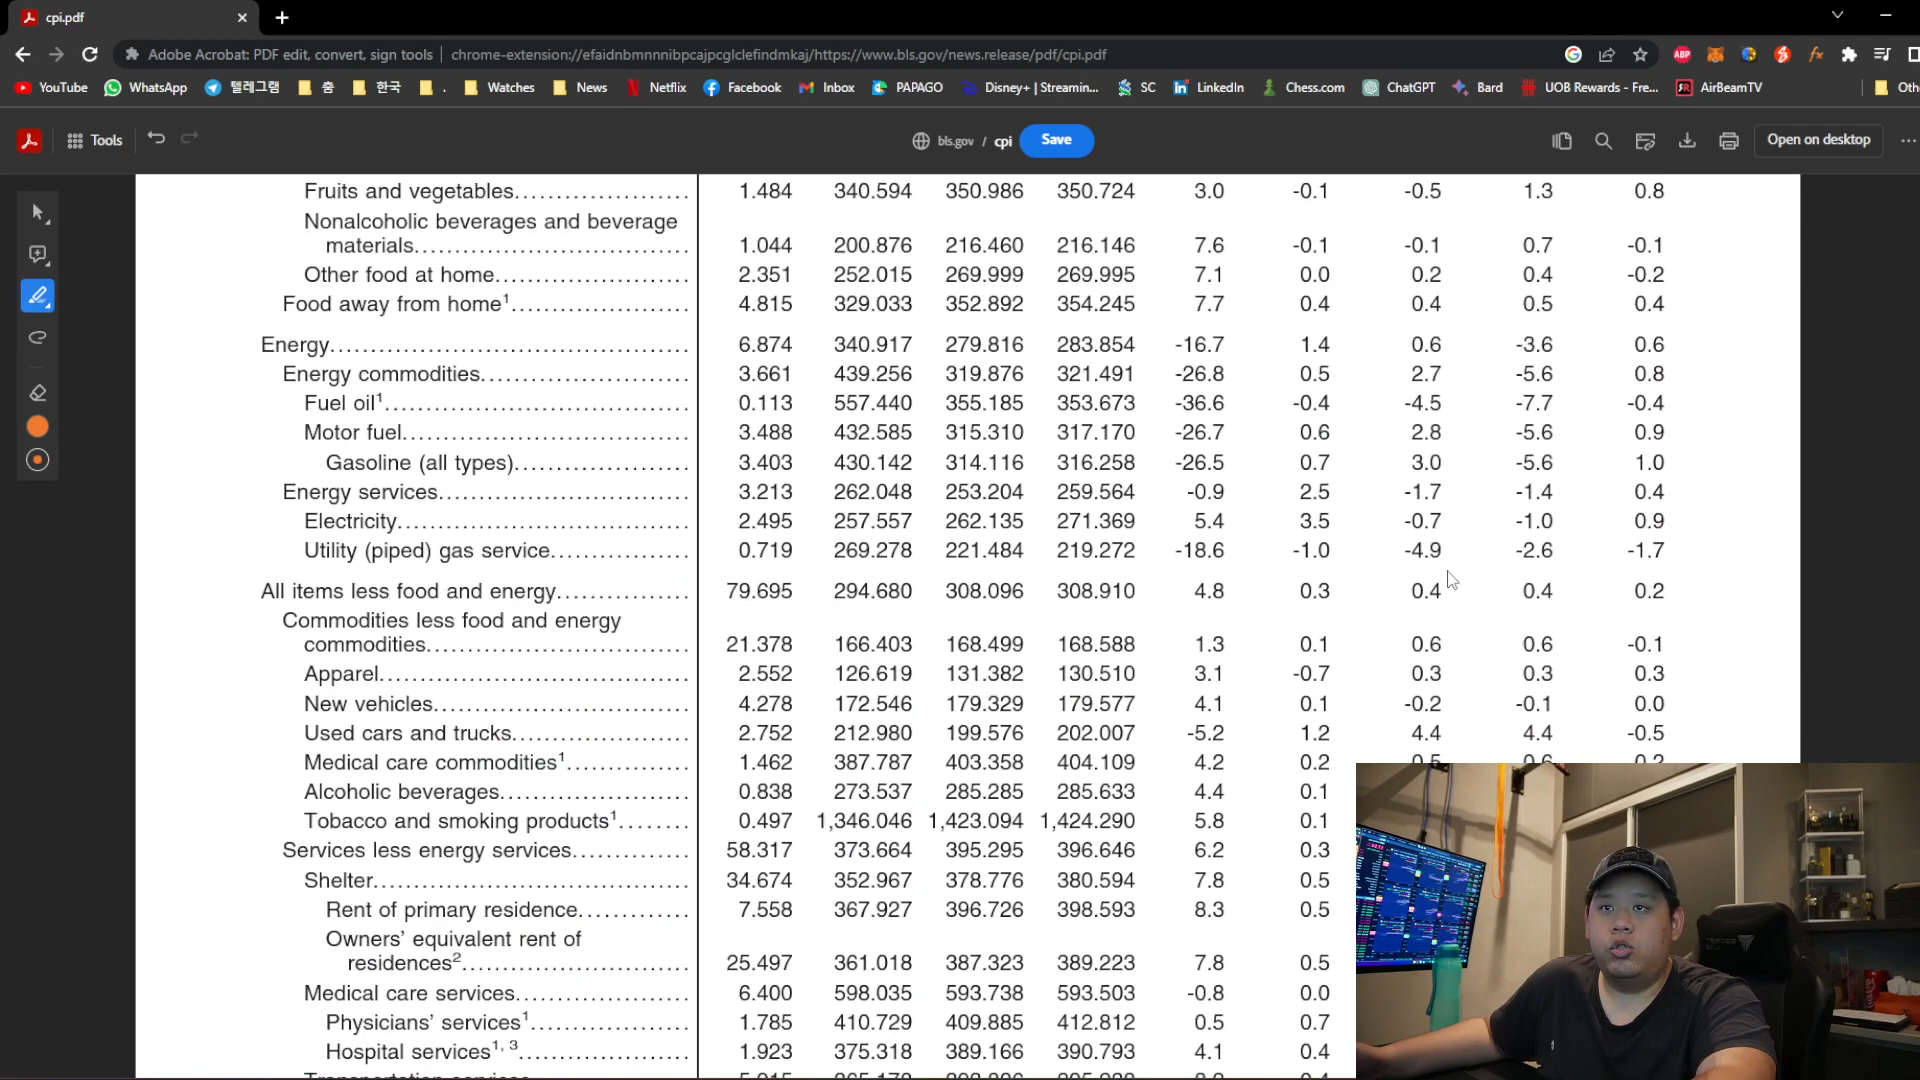 cpi.pdf
Adobe Acrobat: PDF edit, convert, sign tools chrome-extension://efaidnbmnnnibpcajpcglclefindmkaj/https://www.bls.gov/news.release/pdf/cpi.pdf
YouTube WhatsApp 텔레그램 춤 한국 . Watches News Netflix Facebook Inbox PAPAGO Disney+ | Streamin... SC LinkedIn Chess.com ChatGPT Bard UOB Rewards - Fre... AirBeamTV Oth
Tools bls.gov / cpi Save Open on desktop
Fruits and vegetables..................... 1.484 340.594 350.986 350.724 3.0 -0.1 -0.5 1.3 0.8
Nonalcoholic beverages and beverage
materials................................. 1.044 200.876 216.460 216.146 7.6 -0.1 -0.1 0.7 -0.1
Other food at home........................ 2.351 252.015 269.999 269.995 7.1 0.0 0.2 0.4 -0.2
Food away from home¹...................... 4.815 329.033 352.892 354.245 7.7 0.4 0.4 0.5 0.4
Energy............................................ 6.874 340.917 279.816 283.854 -16.7 1.4 0.6 -3.6 0.6
Energy commodities......................... 3.661 439.256 319.876 321.491 -26.8 0.5 2.7 -5.6 0.8
Fuel oil¹..................................... 0.113 557.440 355.185 353.673 -36.6 -0.4 -4.5 -7.7 -0.4
Motor fuel................................... 3.488 432.585 315.310 317.170 -26.7 0.6 2.8 -5.6 0.9
Gasoline (all types)..................... 3.403 430.142 314.116 316.258 -26.5 0.7 3.0 -5.6 1.0
Energy services............................... 3.213 262.048 253.204 259.564 -0.9 2.5 -1.7 -1.4 0.4
Electricity.................................... 2.495 257.557 262.135 271.369 5.4 3.5 -0.7 -1.0 0.9
Utility (piped) gas service................. 0.719 269.278 221.484 219.272 -18.6 -1.0 -4.9 -2.6 -1.7
All items less food and energy................ 79.695 294.680 308.096 308.910 4.8 0.3 0.4 0.4 0.2
Commodities less food and energy
commodities................................ 21.378 166.403 168.499 168.588 1.3 0.1 0.6 0.6 -0.1
Apparel....................................... 2.552 126.619 131.382 130.510 3.1 -0.7 0.3 0.3 0.3
New vehicles................................ 4.278 172.546 179.329 179.577 4.1 0.1 -0.2 -0.1 0.0
Used cars and trucks...................... 2.752 212.980 199.576 202.007 -5.2 1.2 4.4 4.4 -0.5
Medical care commodities¹............... 1.462 387.787 403.358 404.109 4.2 0.2
Alcoholic beverages........................ 0.838 273.537 285.285 285.633 4.4 0.1
Tobacco and smoking products¹........ 0.497 1,346.046 1,423.094 1,424.290 5.8 0.1
Services less energy services.............. 58.317 373.664 395.295 396.646 6.2 0.3
Shelter........................................ 34.674 352.967 378.776 380.594 7.8 0.5
Rent of primary residence............. 7.558 367.927 396.726 398.593 8.3 0.5
Owners’ equivalent rent of
residences²............................ 25.497 361.018 387.323 389.223 7.8 0.5
Medical care services...................... 6.400 598.035 593.738 593.503 -0.8 0.0
Physicians’ services¹.................... 1.785 410.729 409.885 412.812 0.5 0.7
Hospital services¹˒ ³..................... 1.923 375.318 389.166 390.793 4.1 0.4